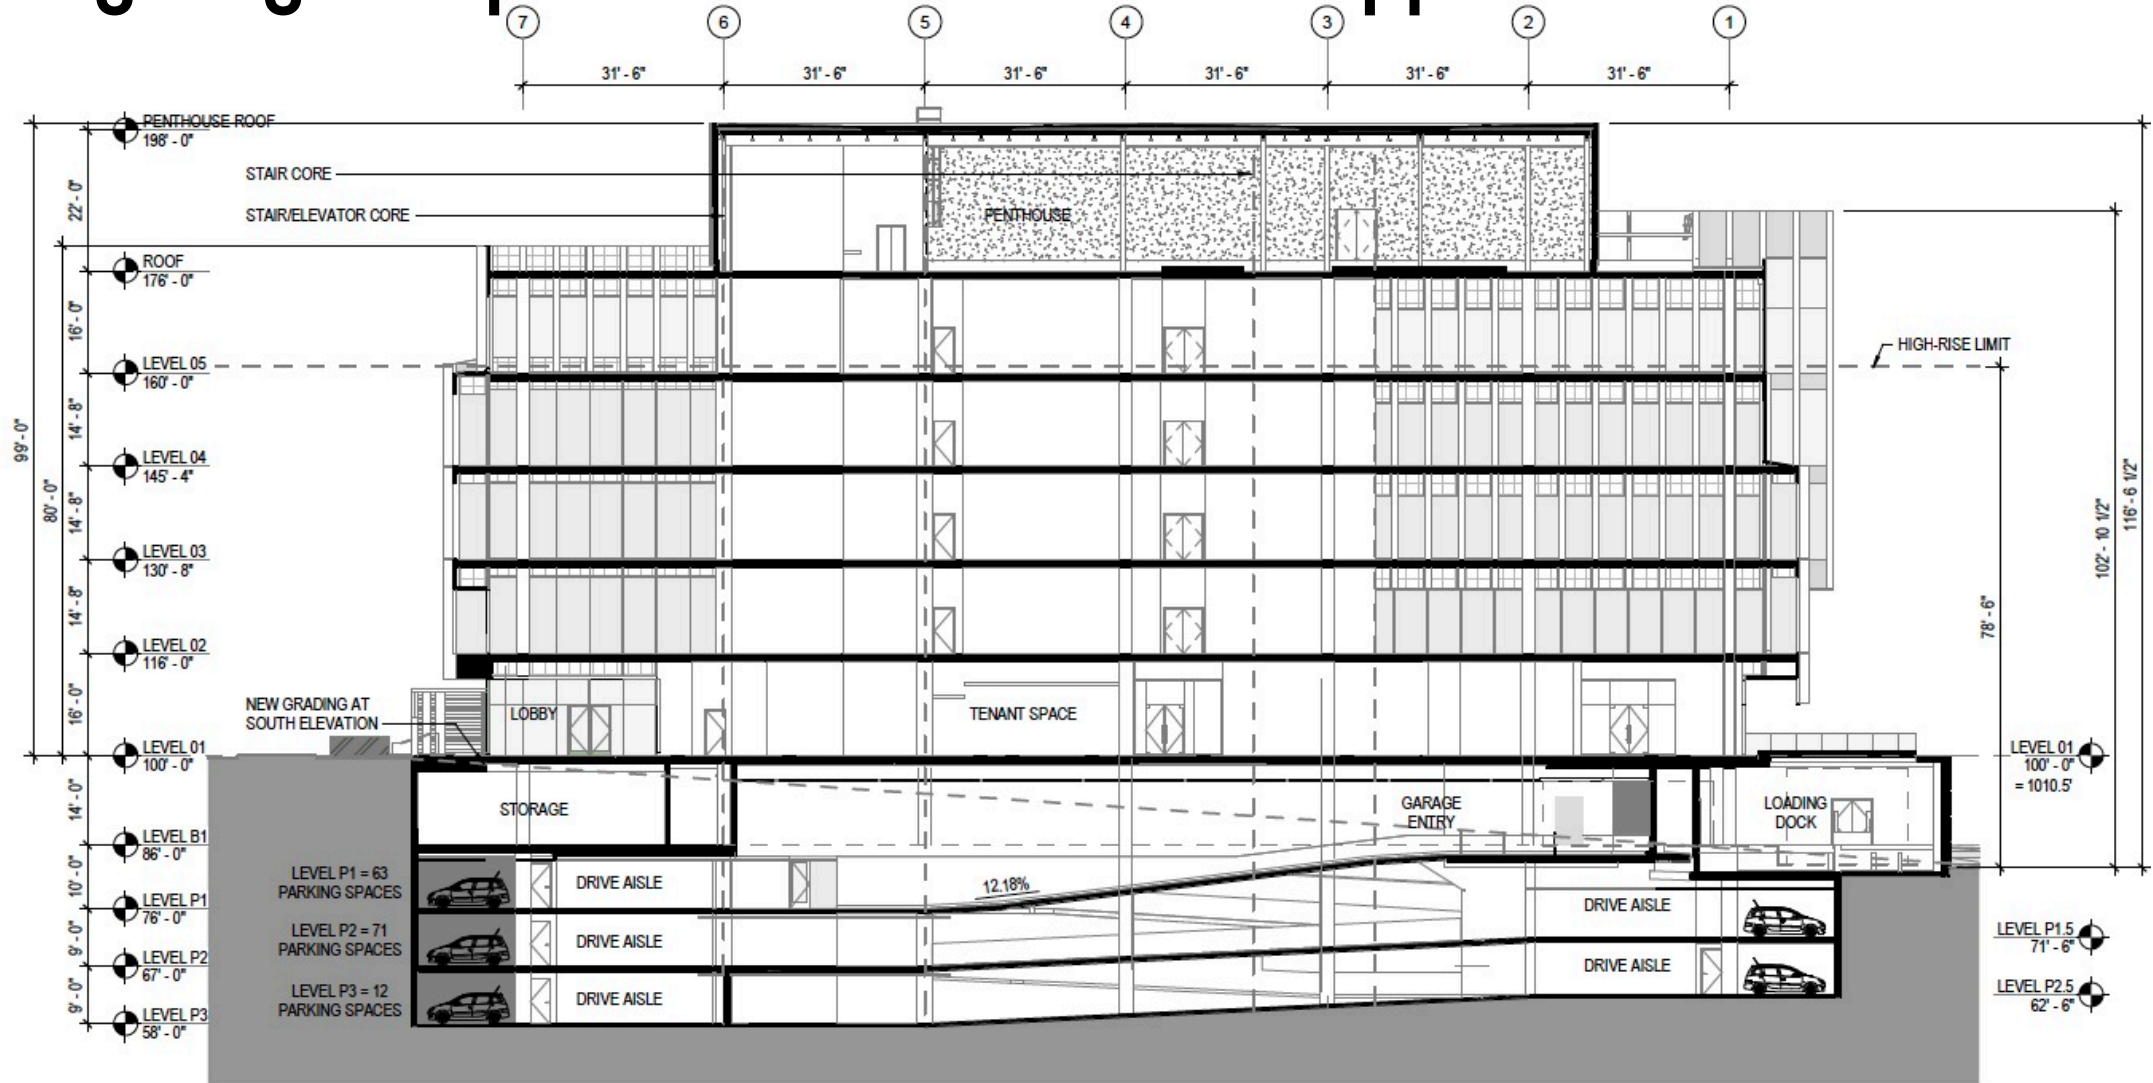 7 6 5 4 3 2 1
31' - 6" 31' - 6" 31' - 6" 31' - 6" 31' - 6" 31' - 6"
PENTHOUSE ROOF
198' - 0"
STAIR CORE
22' - 0"
STAIR/ELEVATOR CORE
PENTHOUSE
ROOF
176' - 0"
16' - 0"
HIGH-RISE LIMIT
LEVEL 05
160' - 0"
14' - 8"
99' - 0"
LEVEL 04
145' - 4"
80' - 0"
14' - 8"
102' - 10 1/2"
116' - 6 1/2"
LEVEL 03
130' - 8"
14' - 8"
78' - 6"
LEVEL 02
116' - 0"
16' - 0"
NEW GRADING AT
SOUTH ELEVATION
LOBBY
TENANT SPACE
LEVEL 01
100' - 0"
LEVEL 01
100' - 0"
= 1010.5'
14' - 0"
STORAGE
GARAGE
ENTRY
LOADING
DOCK
LEVEL B1
86' - 0"
10' - 0"
LEVEL P1 = 63
PARKING SPACES
DRIVE AISLE
12.18%
DRIVE AISLE
LEVEL P1
76' - 0"
9' - 0"
LEVEL P2 = 71
PARKING SPACES
DRIVE AISLE
LEVEL P1.5
71' - 6"
LEVEL P2
67' - 0"
DRIVE AISLE
9' - 0"
LEVEL P3 = 12
PARKING SPACES
DRIVE AISLE
LEVEL P2.5
62' - 6"
LEVEL P3
58' - 0"